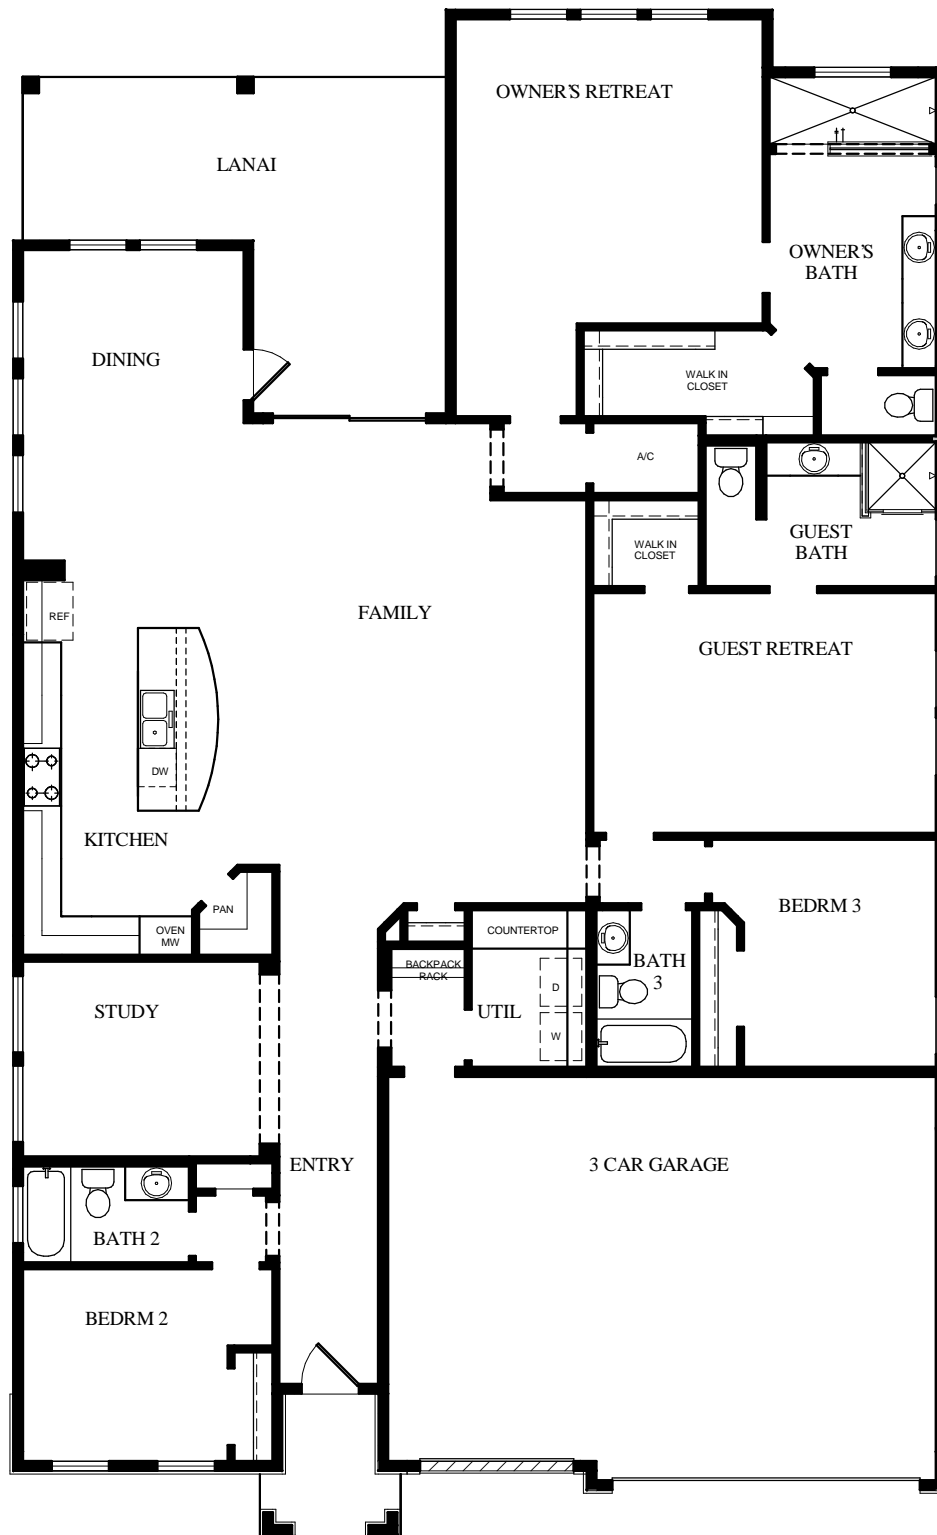 OWNER'S RETREAT
LANAI
OWNER'S
BATH
DINING
WALK IN
CLOSET
A/C
GUEST
BATH
WALK IN
CLOSET
REF
FAMILY
GUEST RETREAT
DW
KITCHEN
PAN
BEDRM 3
OVEN
MW
COUNTERTOP
BACKPACK
RACK
BATH
3
D
STUDY
UTIL
W
ENTRY
3 CAR GARAGE
BATH 2
BEDRM 2